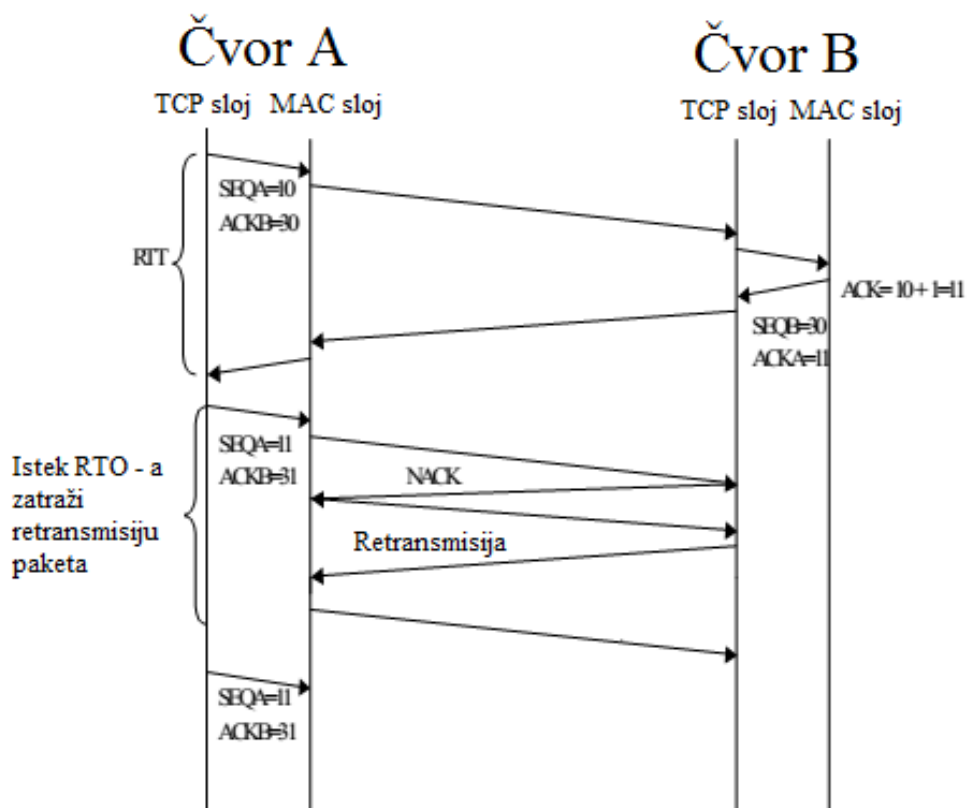 Čvor A
Čvor B
TCP sloj MAC sloj
TCP sloj MAC sloj
SEQA=10
ACKB=30
RTT
ACK=10+1=11
SEQB=30
ACKA=11
SEQA=11
ACKB=31
NACK
Istek RTO - a
zatraži
retransmisiju
paketa
Retransmisija
SEQA=11
ACKB=31